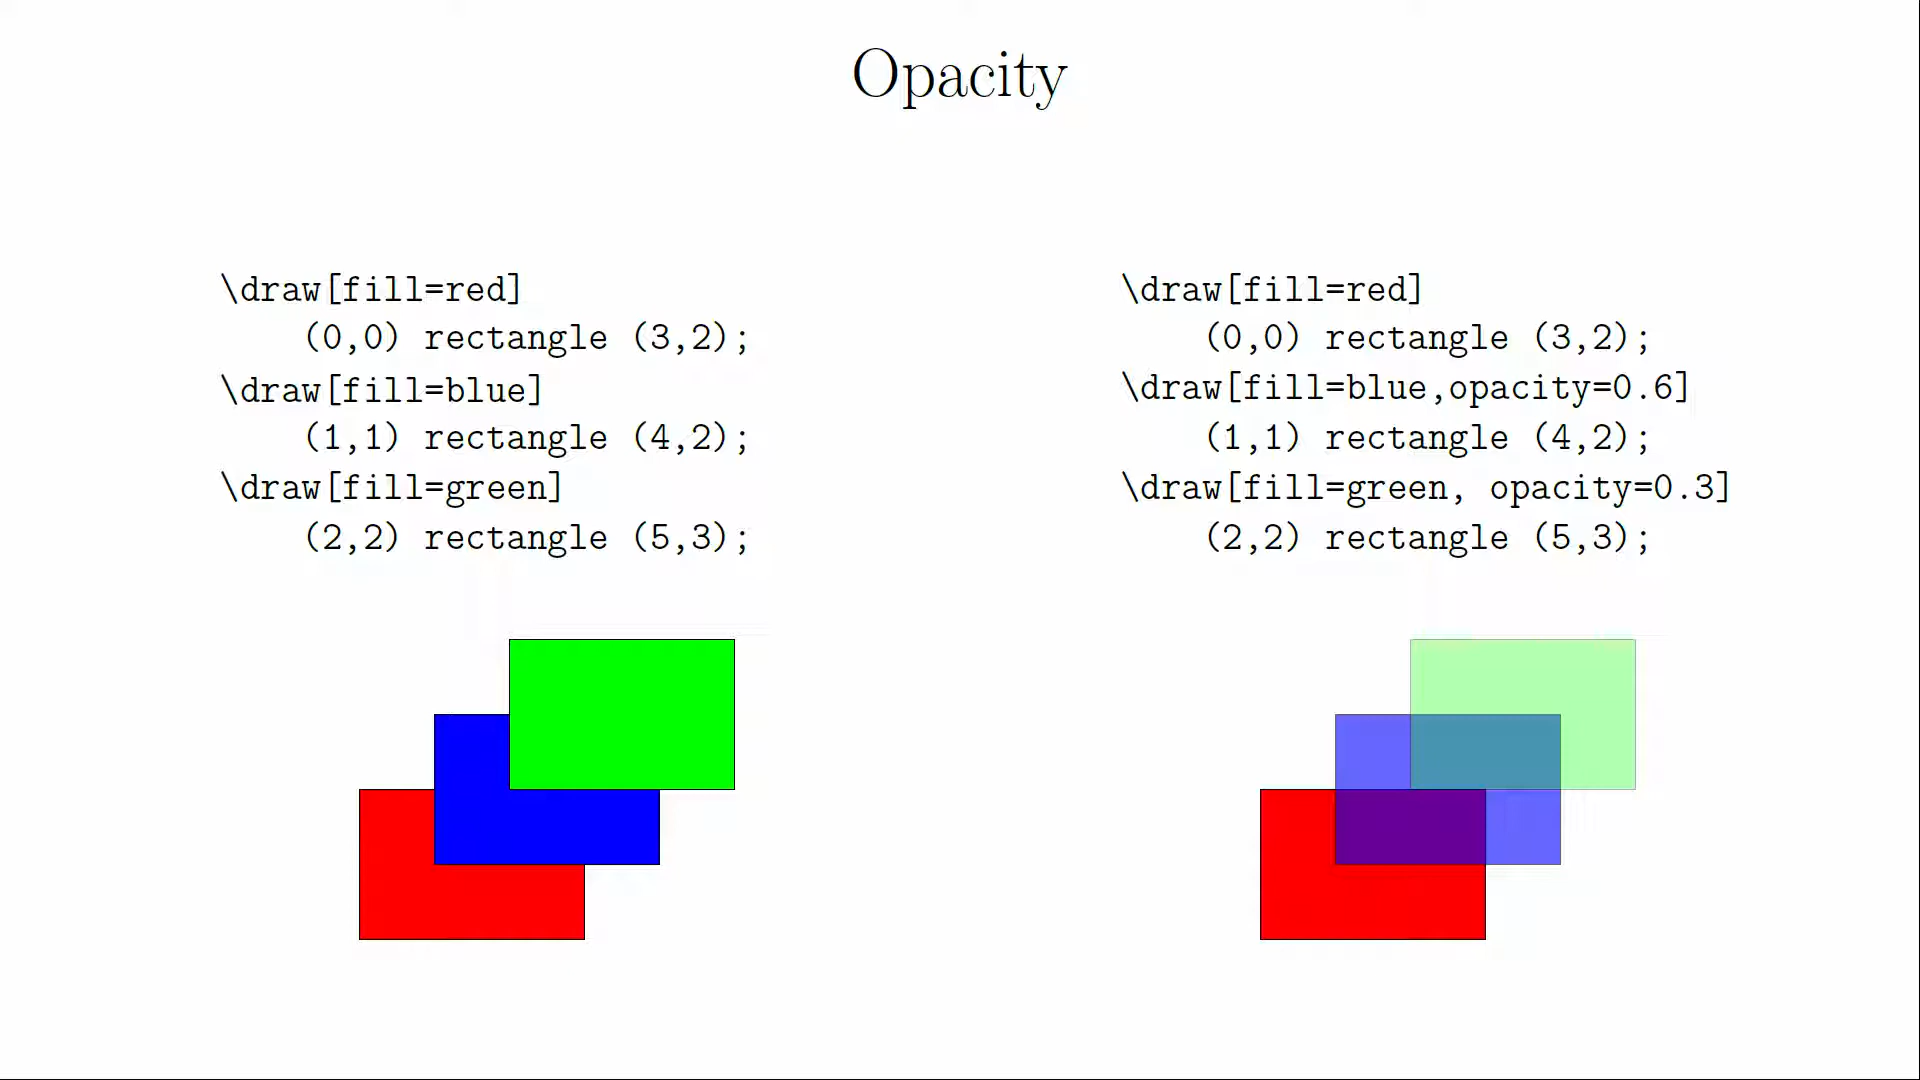 Opacity
\draw[fill=red]
    (0,0) rectangle (3,2);
\draw[fill=blue]
    (1,1) rectangle (4,2);
\draw[fill=green]
    (2,2) rectangle (5,3);
\draw[fill=red]
    (0,0) rectangle (3,2);
\draw[fill=blue,opacity=0.6]
    (1,1) rectangle (4,2);
\draw[fill=green, opacity=0.3]
    (2,2) rectangle (5,3);